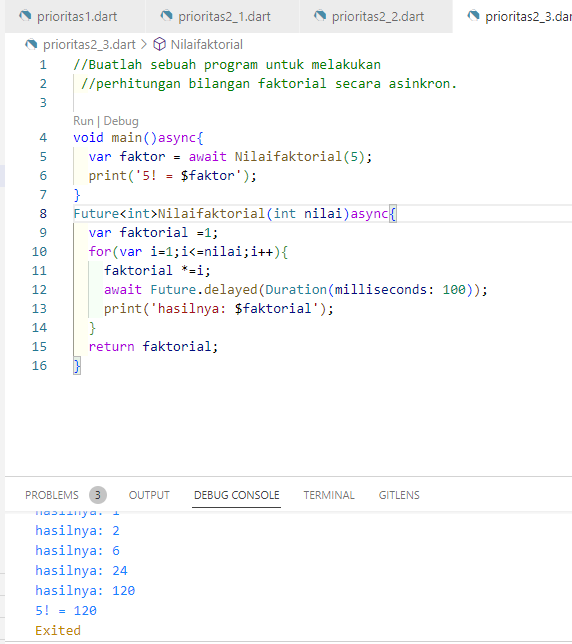 prioritas1.dart prioritas2_1.dart prioritas2_2.dart prioritas2_3.dar
prioritas2_3.dart > Nilaifaktorial
1 //Buatlah sebuah program untuk melakukan
2 //perhitungan bilangan faktorial secara asinkron.
3
Run | Debug
4 void main()async{
5 var faktor = await Nilaifaktorial(5);
6 print('5! = $faktor');
7 }
8 Future<int>Nilaifaktorial(int nilai)async{
9 var faktorial =1;
10 for(var i=1;i<=nilai;i++){
11 faktorial *=i;
12 await Future.delayed(Duration(milliseconds: 100));
13 print('hasilnya: $faktorial');
14 }
15 return faktorial;
16 }
PROBLEMS 3 OUTPUT DEBUG CONSOLE TERMINAL GITLENS
hasilnya: 1
hasilnya: 2
hasilnya: 6
hasilnya: 24
hasilnya: 120
5! = 120
Exited